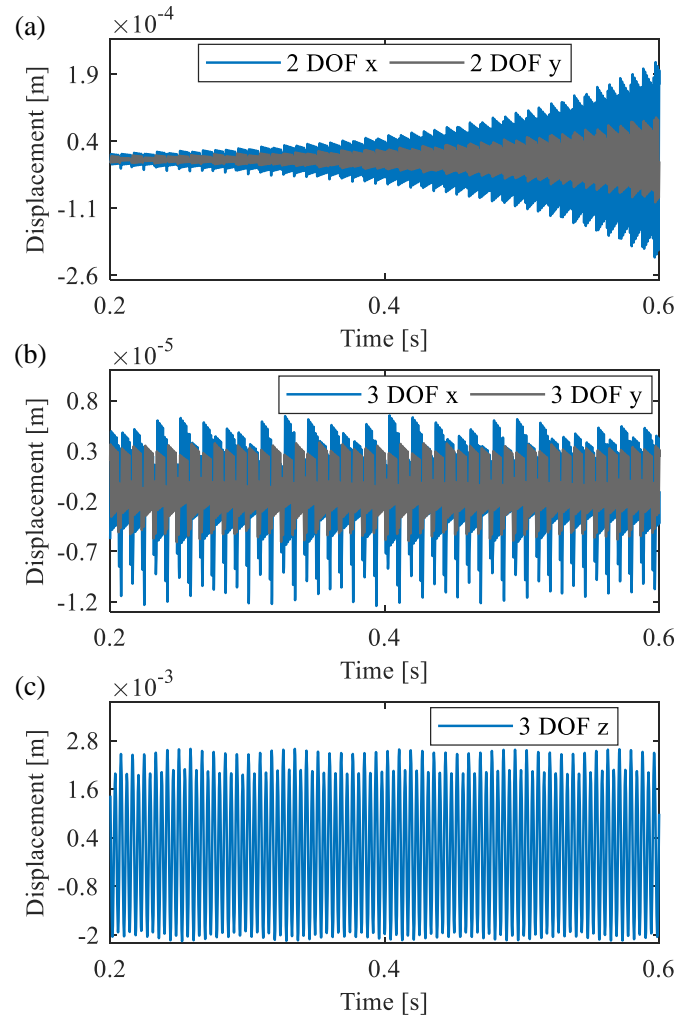 (a)
×10⁻⁴
2 DOF x 2 DOF y
1.9
0.4
-1.1
-2.6
Displacement [m]
0.2 0.4 0.6
Time [s]
(b)
×10⁻⁵
3 DOF x 3 DOF y
0.8
0.3
-0.2
-0.7
-1.2
Displacement [m]
0.2 0.4 0.6
Time [s]
(c)
×10⁻³
3 DOF z
2.8
1.6
0.4
-0.8
-2
Displacement [m]
0.2 0.4 0.6
Time [s]